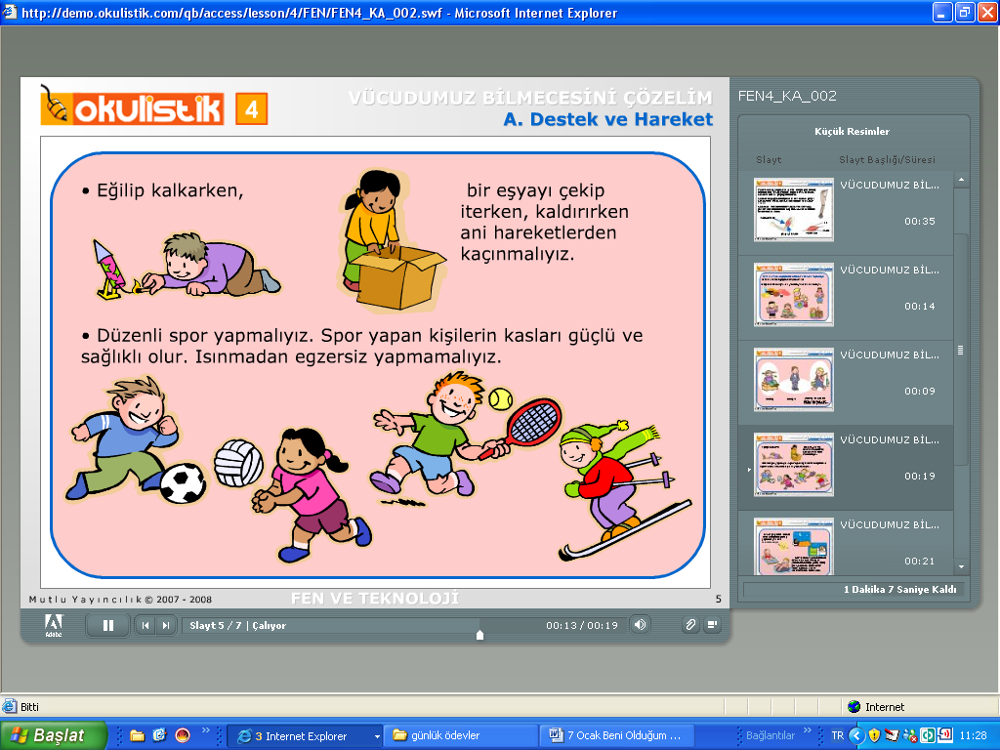 http://demo.okulistik.com/qb/access/lesson/4/FEN/FEN4_KA_002.swf - Microsoft Internet Explorer
okulistik 4
VÜCUDUMUZ BİLMECESİNİ ÇÖZELİM
A. Destek ve Hareket
• Eğilip kalkarken,
bir eşyayı çekip
iterken, kaldırırken
ani hareketlerden
kaçınmalıyız.
• Düzenli spor yapmalıyız. Spor yapan kişilerin kasları güçlü ve
sağlıklı olur. Isınmadan egzersiz yapmamalıyız.
Mutlu Yayıncılık © 2007 - 2008
FEN VE TEKNOLOJİ
5
Adobe
Slayt 5 / 7 | Çalıyor
00:13 / 00:19
FEN4_KA_002
Küçük Resimler
Slayt Slayt Başlığı/Süresi
VÜCUDUMUZ BİL...
00:35
VÜCUDUMUZ BİL...
00:14
VÜCUDUMUZ BİL...
00:09
VÜCUDUMUZ BİL...
00:19
VÜCUDUMUZ BİL...
00:21
1 Dakika 7 Saniye Kaldı
Bitti
Internet
Başlat
3 Internet Explorer
günlük ödevler
7 Ocak Beni Olduğum ...
Bağlantılar
TR
11:28